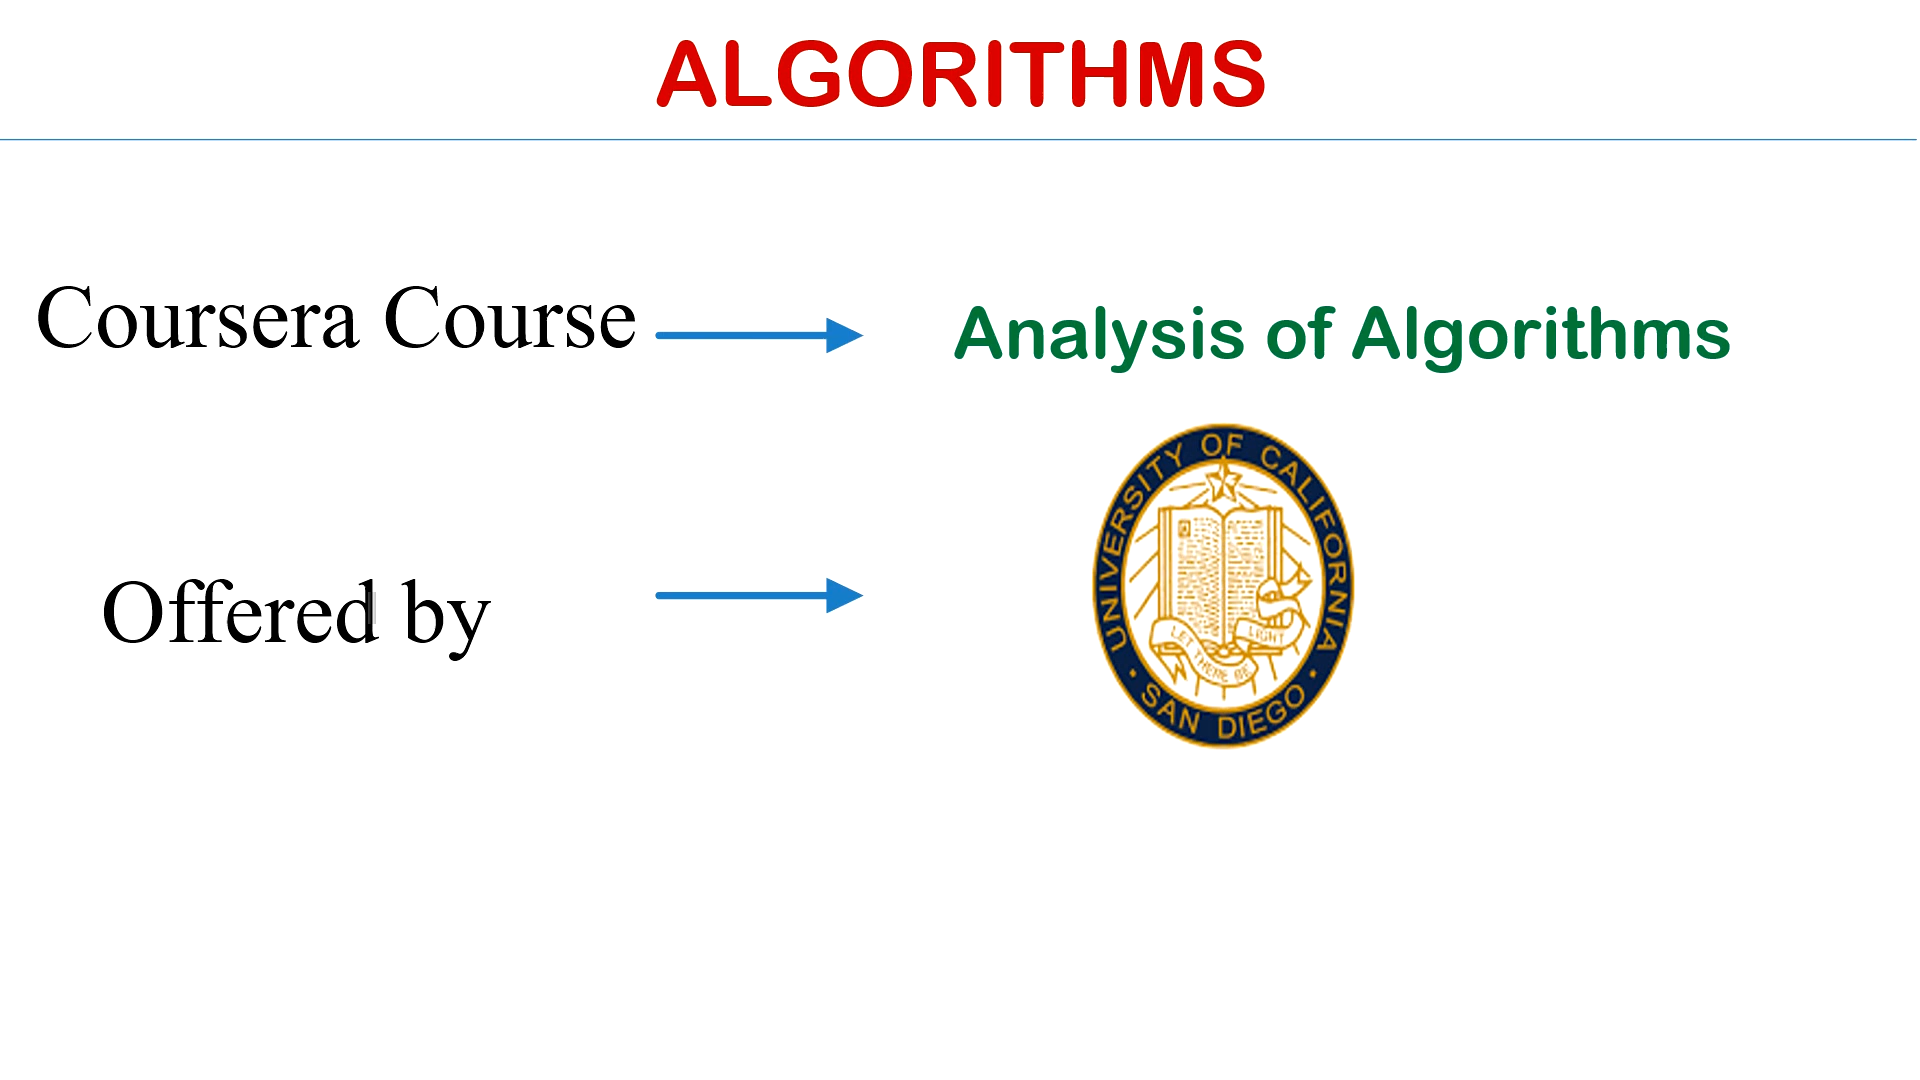 ALGORITHMS
Coursera Course
Analysis of Algorithms
Offered by
UNIVERSITY OF CALIFORNIA
SAN DIEGO
LET THERE BE LIGHT